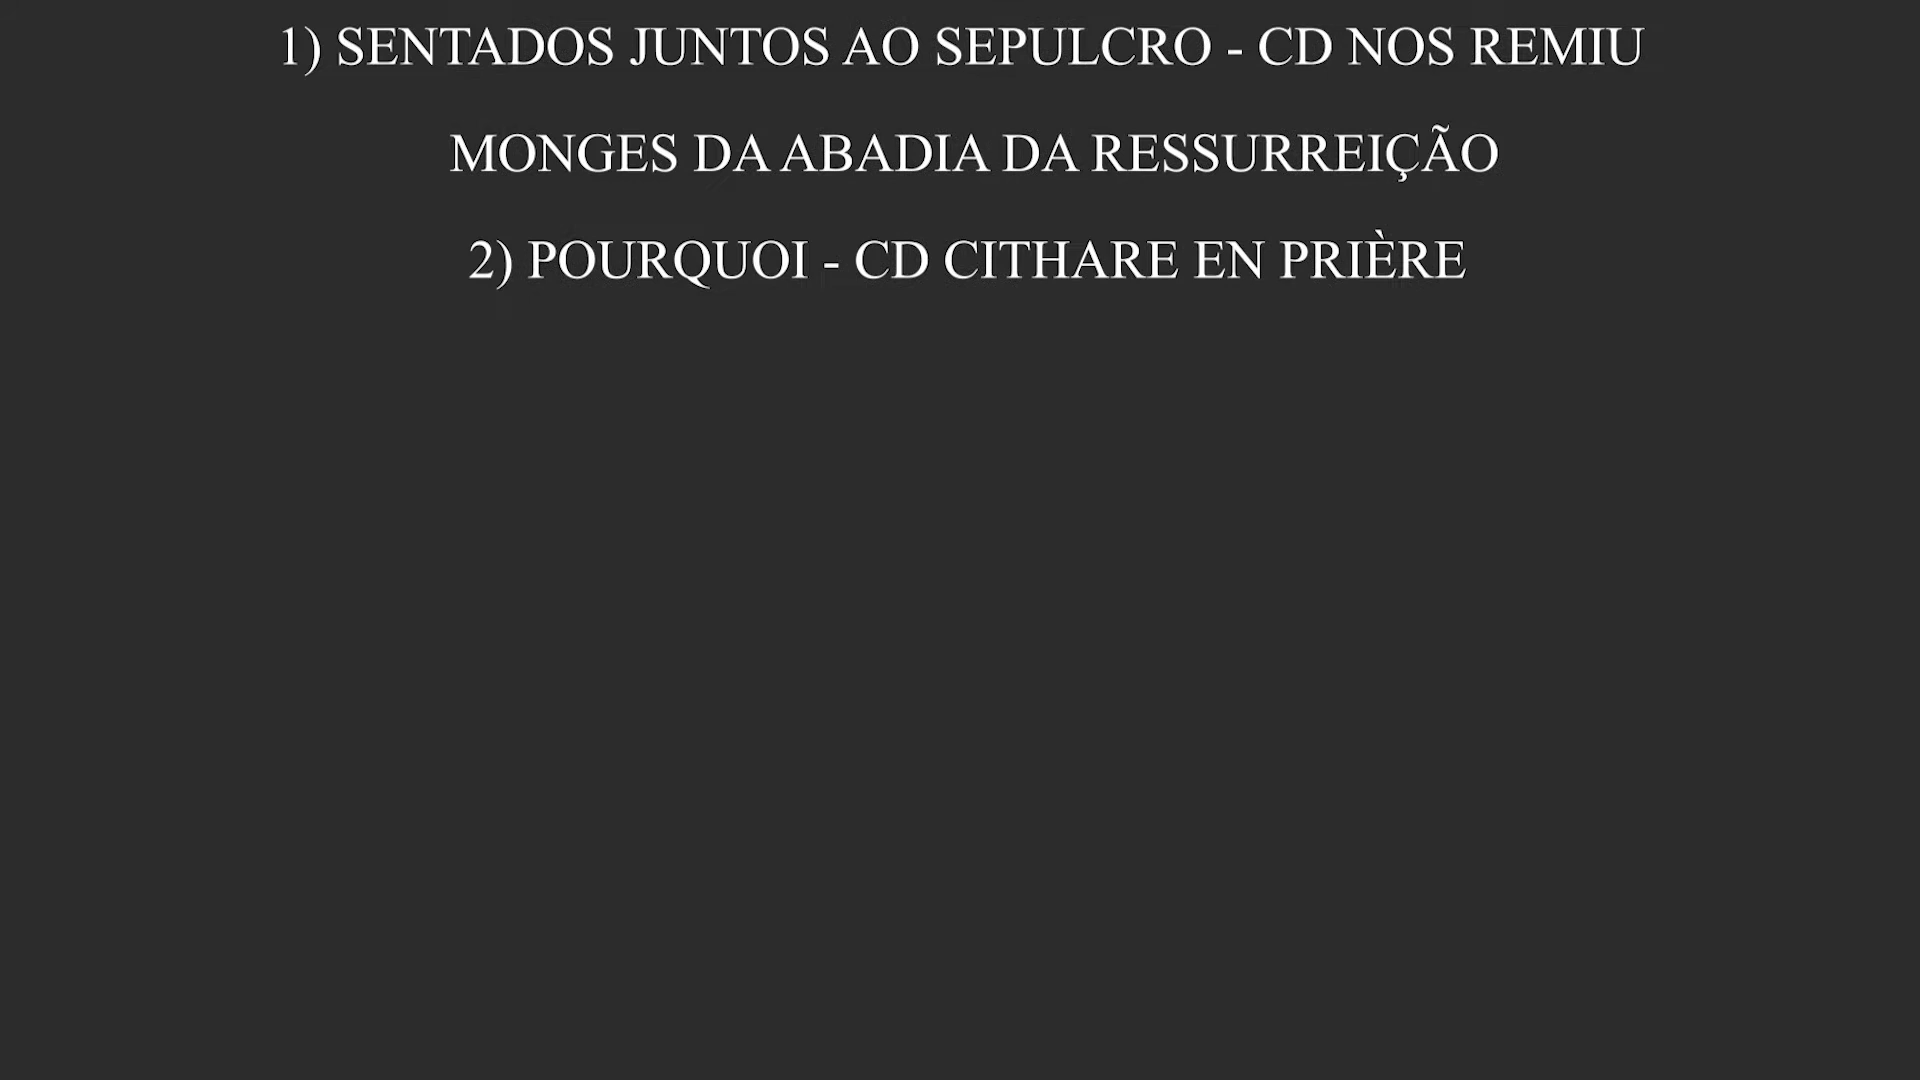 1) SENTADOS JUNTOS AO SEPULCRO - CD NOS REMIU
MONGES DA ABADIA DA RESSURREIÇÃO
2) POURQUOI - CD CITHARE EN PRIÈRE